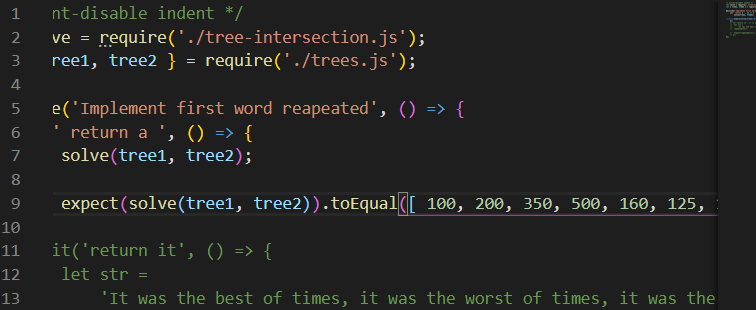 1 nt-disable indent */
2 ve = require('./tree-intersection.js');
3 ree1, tree2 } = require('./trees.js');
4
5 e('Implement first word reapeated', () => {
6 ' return a ', () => {
7 solve(tree1, tree2);
8
9 expect(solve(tree1, tree2)).toEqual([ 100, 200, 350, 500, 160, 125,
10
11 it('return it', () => {
12 let str =
13 'It was the best of times, it was the worst of times, it was the